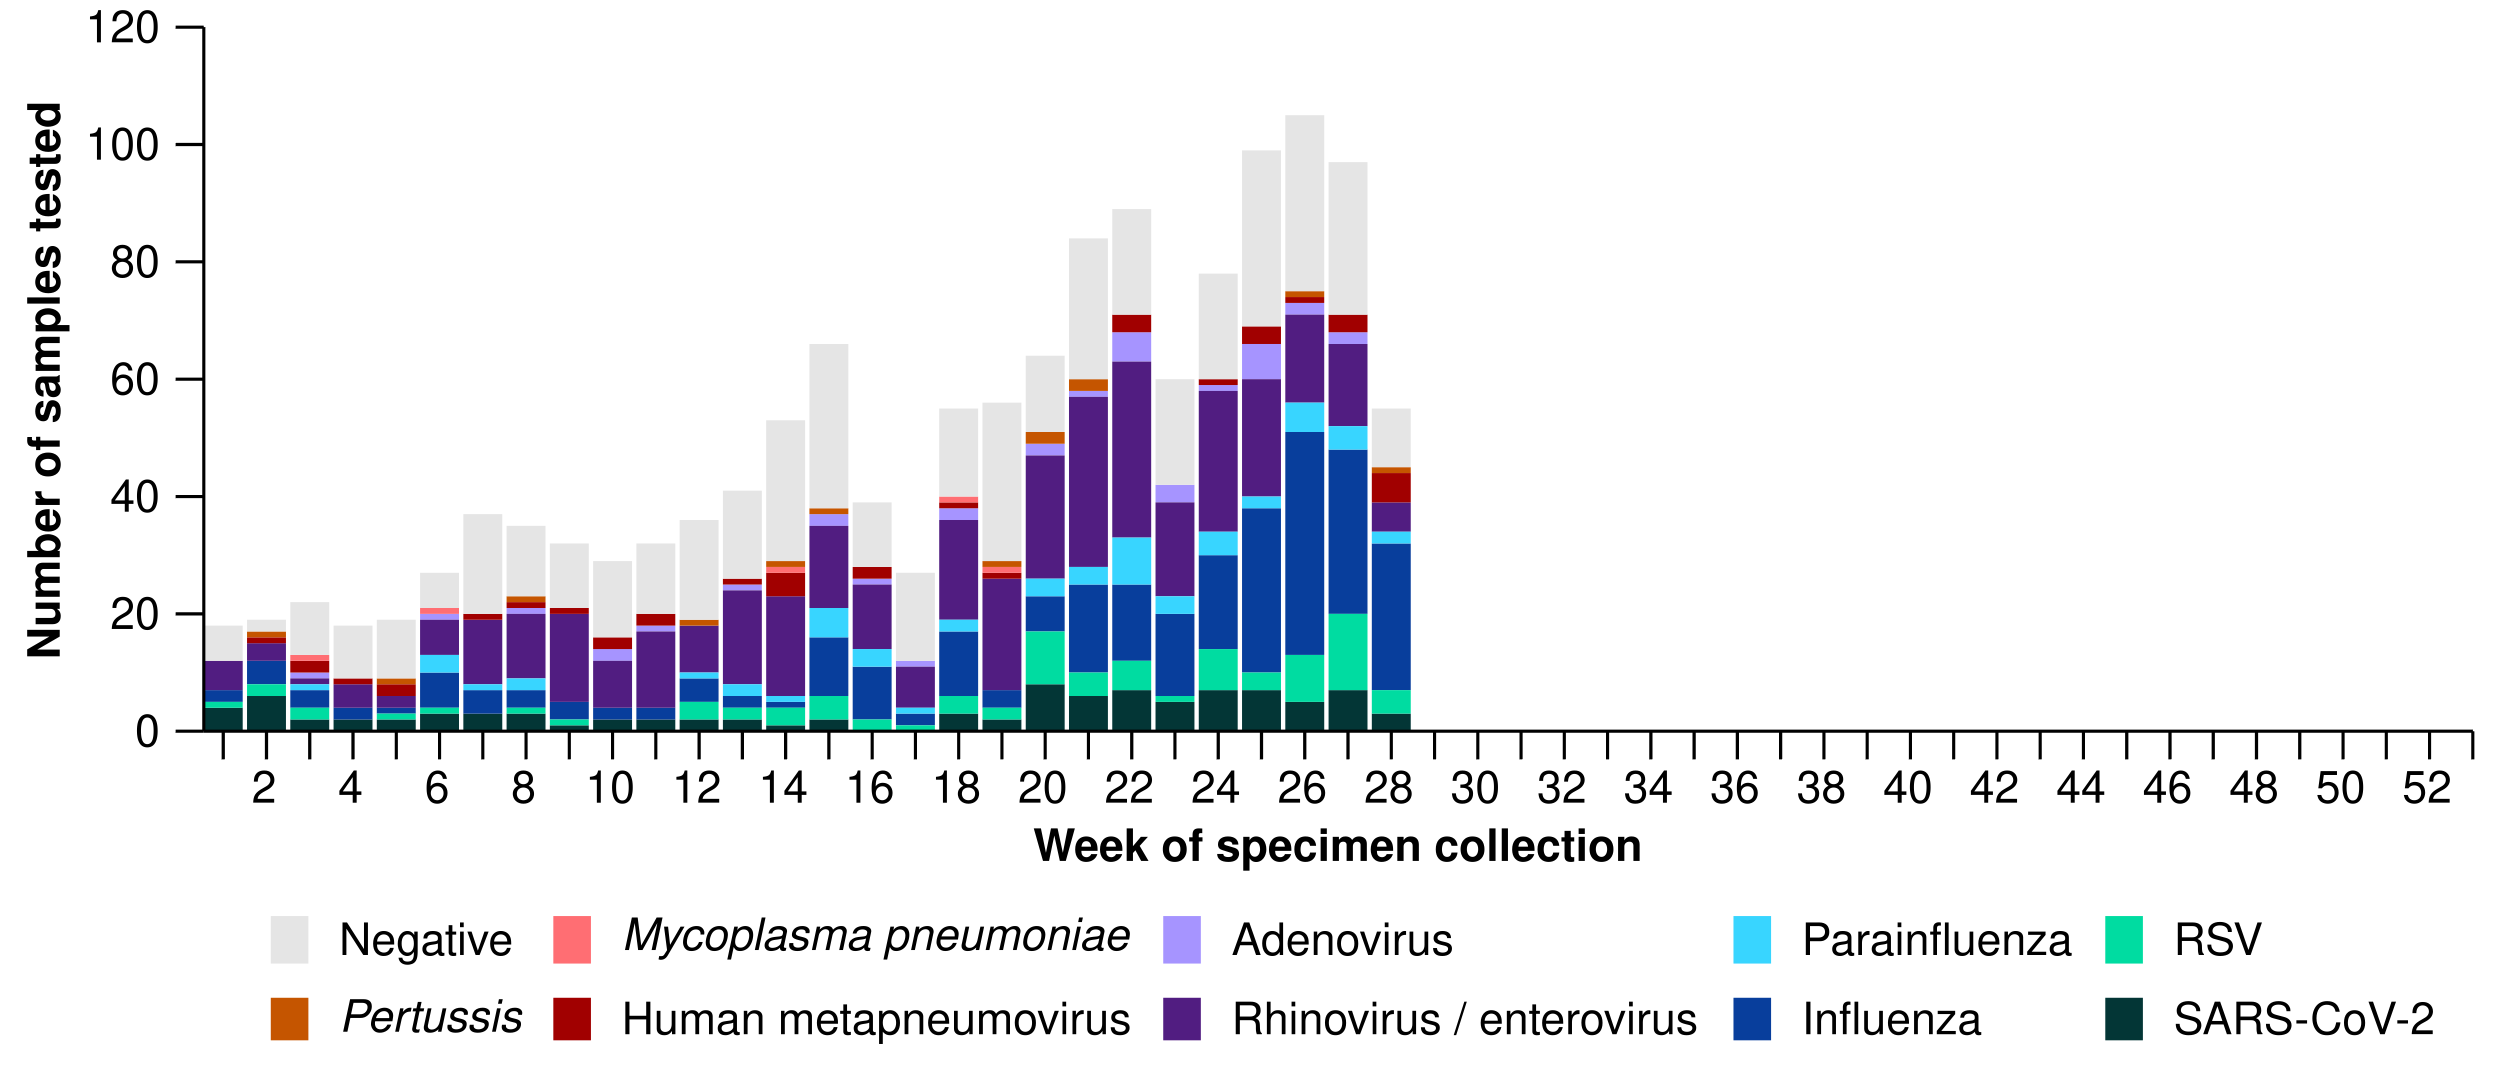 120
100
80
60
40
20
0
Number of samples tested
2 4 6 8 10 12 14 16 18 20 22 24 26 28 30 32 34 36 38 40 42 44 46 48 50 52
Week of specimen collection
Negative Mycoplasma pneumoniae Adenovirus Parainfluenza RSV
Pertussis Human metapneumovirus Rhinovirus / enterovirus Influenza SARS-CoV-2